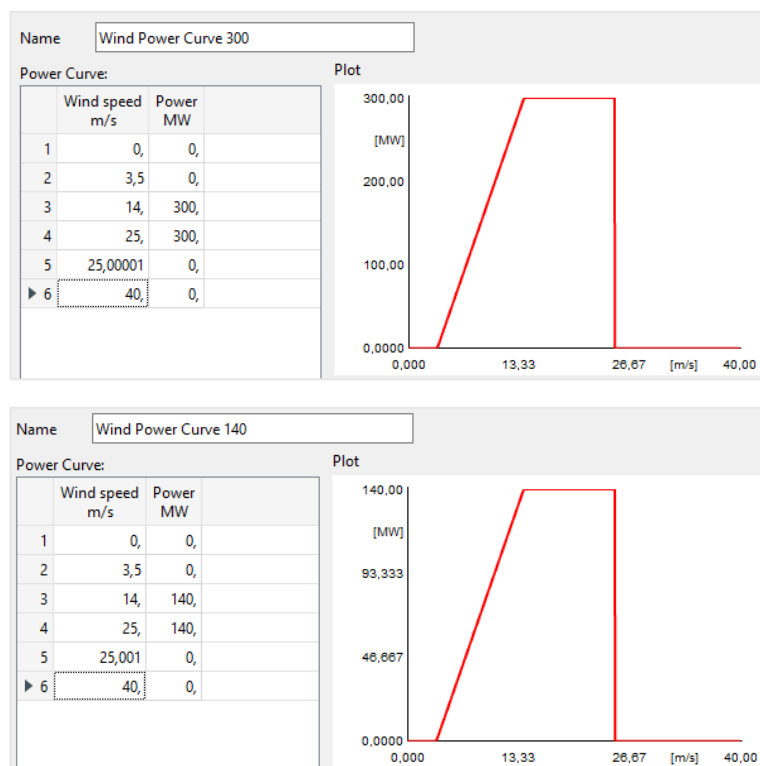 Name Wind Power Curve 300
Power Curve: Plot
Wind speed m/s Power MW
1 0, 0,
2 3,5 0,
3 14, 300,
4 25, 300,
5 25,00001 0,
6 40, 0,
300,00
[MW]
200,00
100,00
0,0000
0,000 13,33 26,67 [m/s] 40,00
Name Wind Power Curve 140
Power Curve: Plot
Wind speed m/s Power MW
1 0, 0,
2 3,5 0,
3 14, 140,
4 25, 140,
5 25,001 0,
6 40, 0,
140,00
[MW]
93,333
46,667
0,0000
0,000 13,33 26,67 [m/s] 40,00